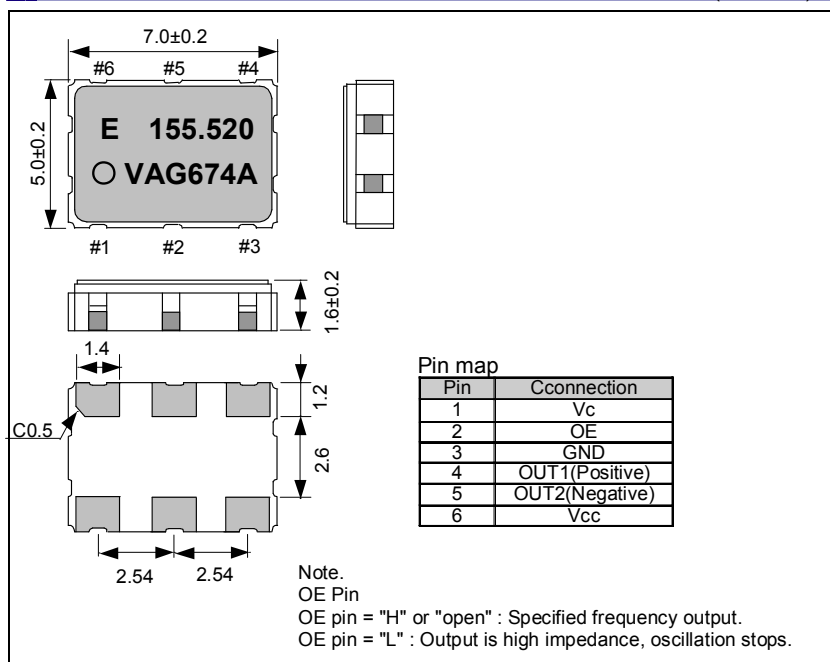 7.0±0.2
#6 #5 #4
5.0±0.2
E 155.520
VAG674A
#1 #2 #3
1.6±0.2
1.4
1.2
C0.5
2.6
2.54 2.54
Pin map
Pin Cconnection
1 Vc
2 OE
3 GND
4 OUT1(Positive)
5 OUT2(Negative)
6 Vcc
Note.
OE Pin
OE pin = "H" or "open" : Specified frequency output.
OE pin = "L" : Output is high impedance, oscillation stops.